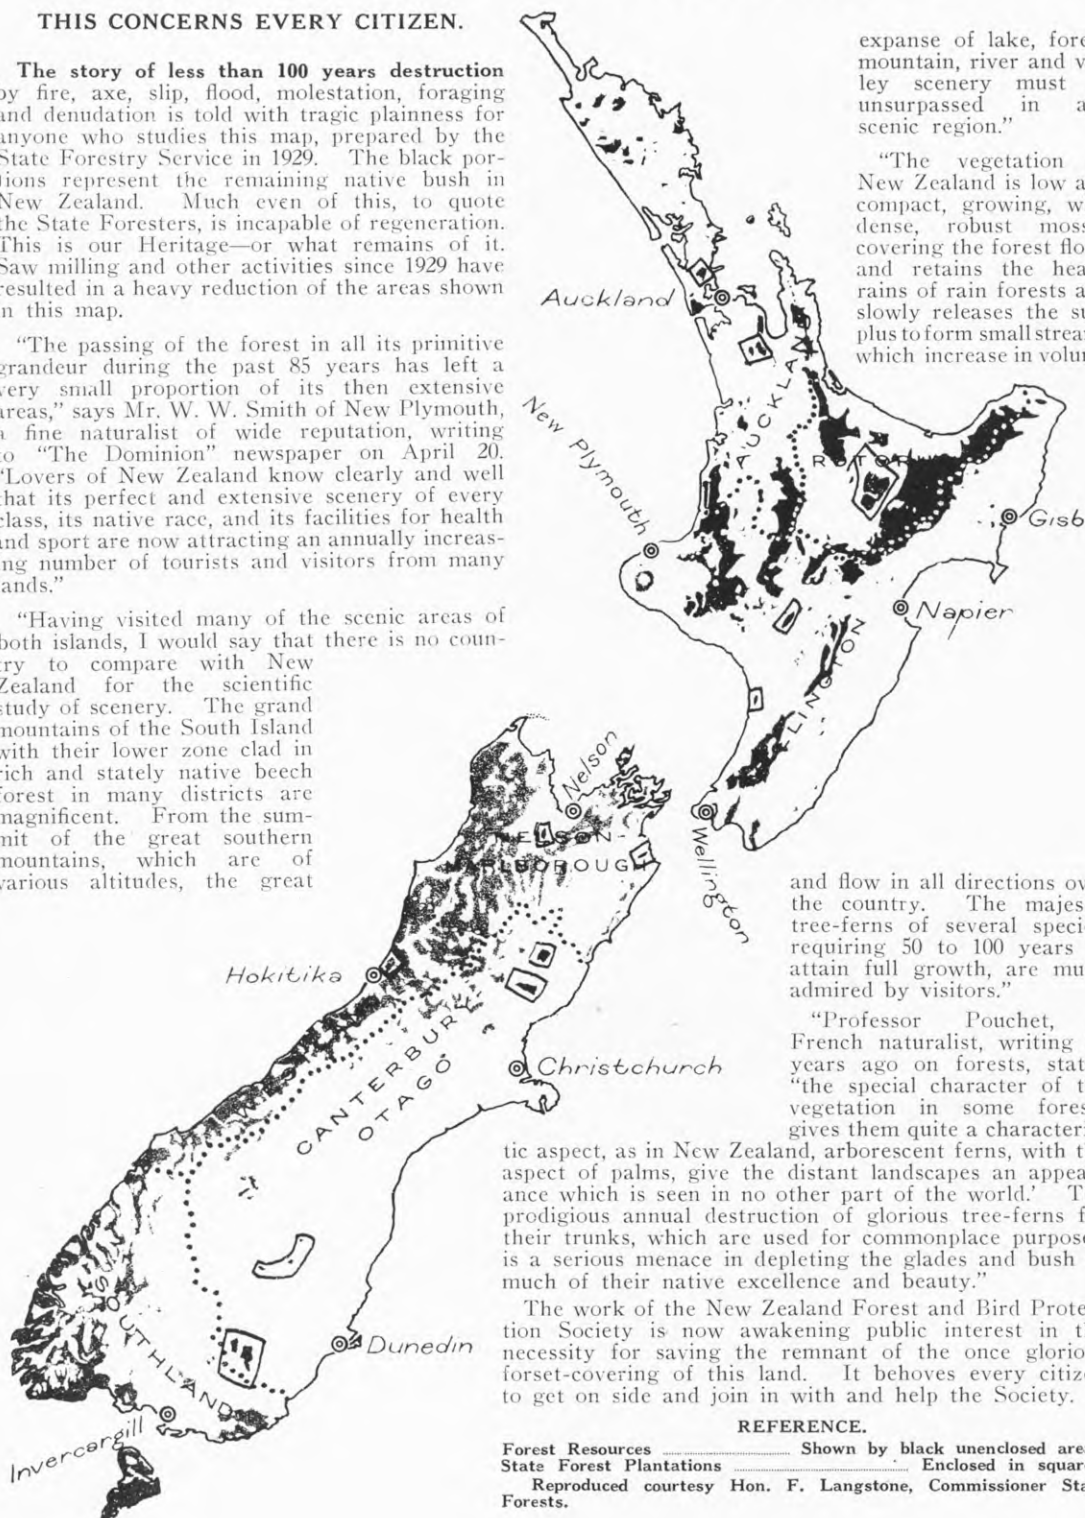 THIS CONCERNS EVERY CITIZEN.
The story of less than 100 years destruction
by fire, axe, slip, flood, molestation, foraging
and denudation is told with tragic plainness for
anyone who studies this map, prepared by the
State Forestry Service in 1929. The black por-
tions represent the remaining native bush in
New Zealand. Much even of this, to quote
the State Foresters, is incapable of regeneration.
This is our Heritage—or what remains of it.
Saw milling and other activities since 1929 have
resulted in a heavy reduction of the areas shown
in this map.
“The passing of the forest in all its primitive
grandeur during the past 85 years has left a
very small proportion of its then extensive
areas,” says Mr. W. W. Smith of New Plymouth,
a fine naturalist of wide reputation, writing
to “The Dominion” newspaper on April 20.
“Lovers of New Zealand know clearly and well
that its perfect and extensive scenery of every
class, its native race, and its facilities for health
and sport are now attracting an annually increas-
ing number of tourists and visitors from many
lands.”
“Having visited many of the scenic areas of
both islands, I would say that there is no coun-
try to compare with New
Zealand for the scientific
study of scenery. The grand
mountains of the South Island
with their lower zone clad in
rich and stately native beech
forest in many districts are
magnificent. From the sum-
mit of the great southern
mountains, which are of
various altitudes, the great
expanse of lake, fore
mountain, river and v
ley scenery must
unsurpassed in a
scenic region.”
“The vegetation
New Zealand is low a
compact, growing, w
dense, robust moss
covering the forest flo
and retains the hea
rains of rain forests a
slowly releases the su
plus to form small strea
which increase in volu
and flow in all directions ov
the country. The majes
tree-ferns of several speci
requiring 50 to 100 years
attain full growth, are mu
admired by visitors.”
“Professor Pouchet,
French naturalist, writing
years ago on forests, stat
“the special character of t
vegetation in some fores
gives them quite a characteri
tic aspect, as in New Zealand, arborescent ferns, with t
aspect of palms, give the distant landscapes an appea
ance which is seen in no other part of the world.’ T
prodigious annual destruction of glorious tree-ferns f
their trunks, which are used for commonplace purpose
is a serious menace in depleting the glades and bush
much of their native excellence and beauty.”
The work of the New Zealand Forest and Bird Prote
tion Society is now awakening public interest in t
necessity for saving the remnant of the once glorio
forset-covering of this land. It behoves every citize
to get on side and join in with and help the Society.
REFERENCE.
Forest Resources ........ Shown by black unenclosed are
State Forest Plantations ........ Enclosed in squar
Reproduced courtesy Hon. F. Langstone, Commissioner Sta
Forests.
Auckland
AUCKLAND
New Plymouth
ROTORUA
Gisb
Napier
LLINGTON
Wellington
Nelson
NELSON-
MARLBOROUGH
Hokitika
CANTERBURY
OTAGO
Christchurch
Dunedin
SOUTHLAND
Invercargill